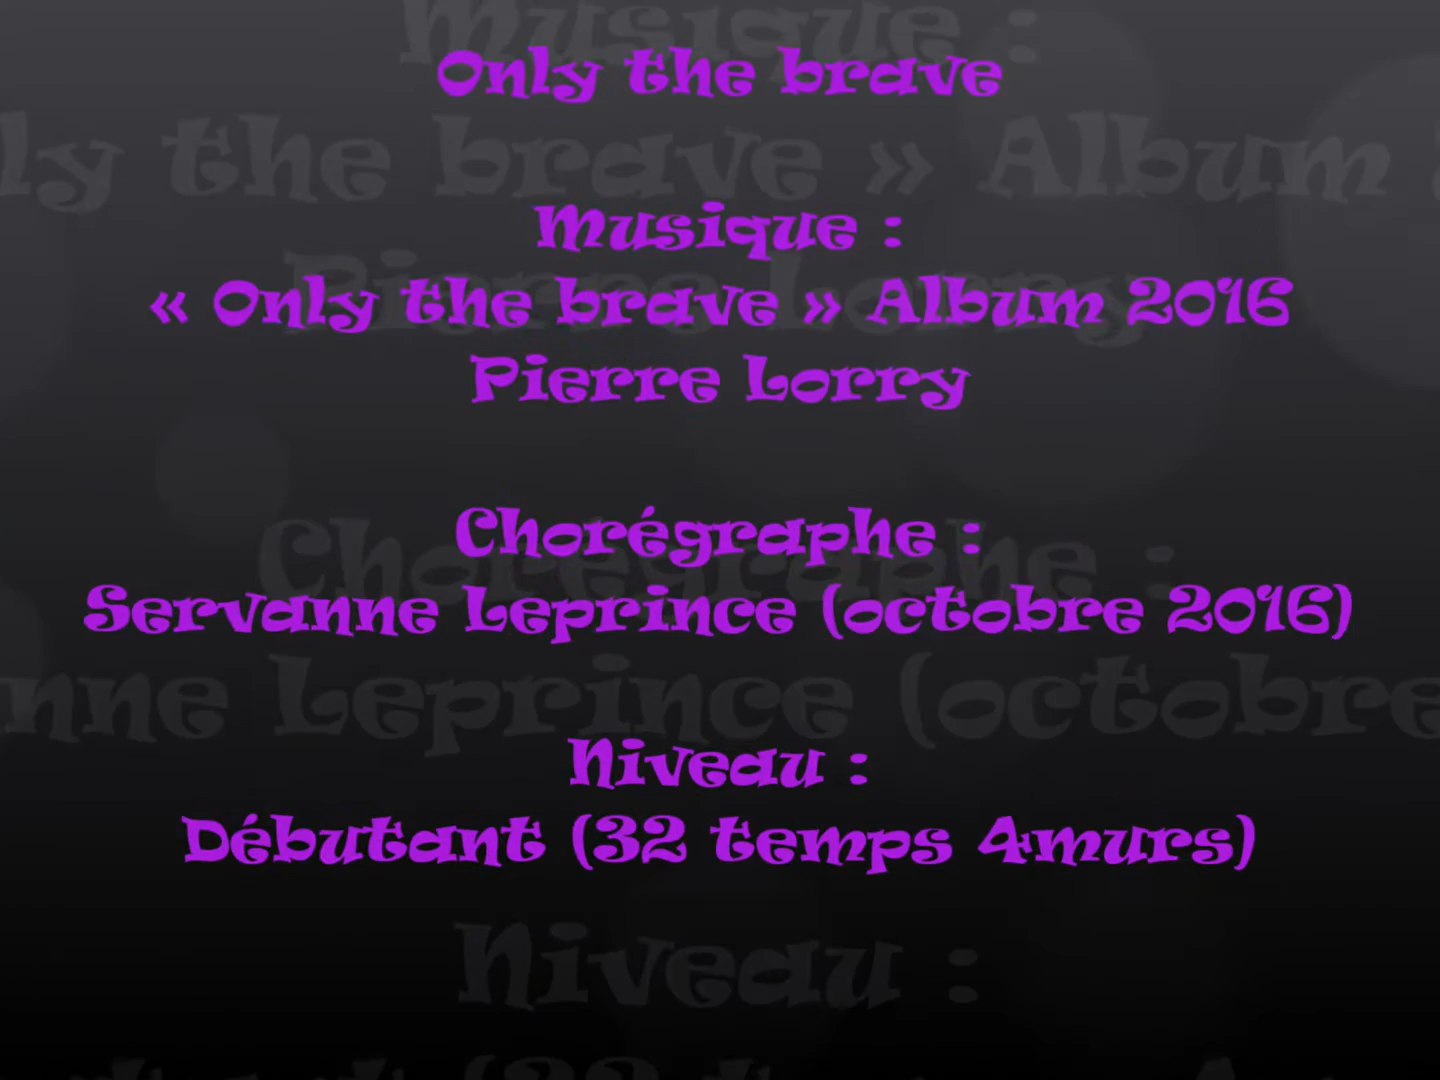 Only the brave
Musique :
« Only the brave » Album 2016
Pierre Lorry
Chorégraphe :
Servanne Leprince (octobre 2016)
Niveau :
Débutant (32 temps 4murs)